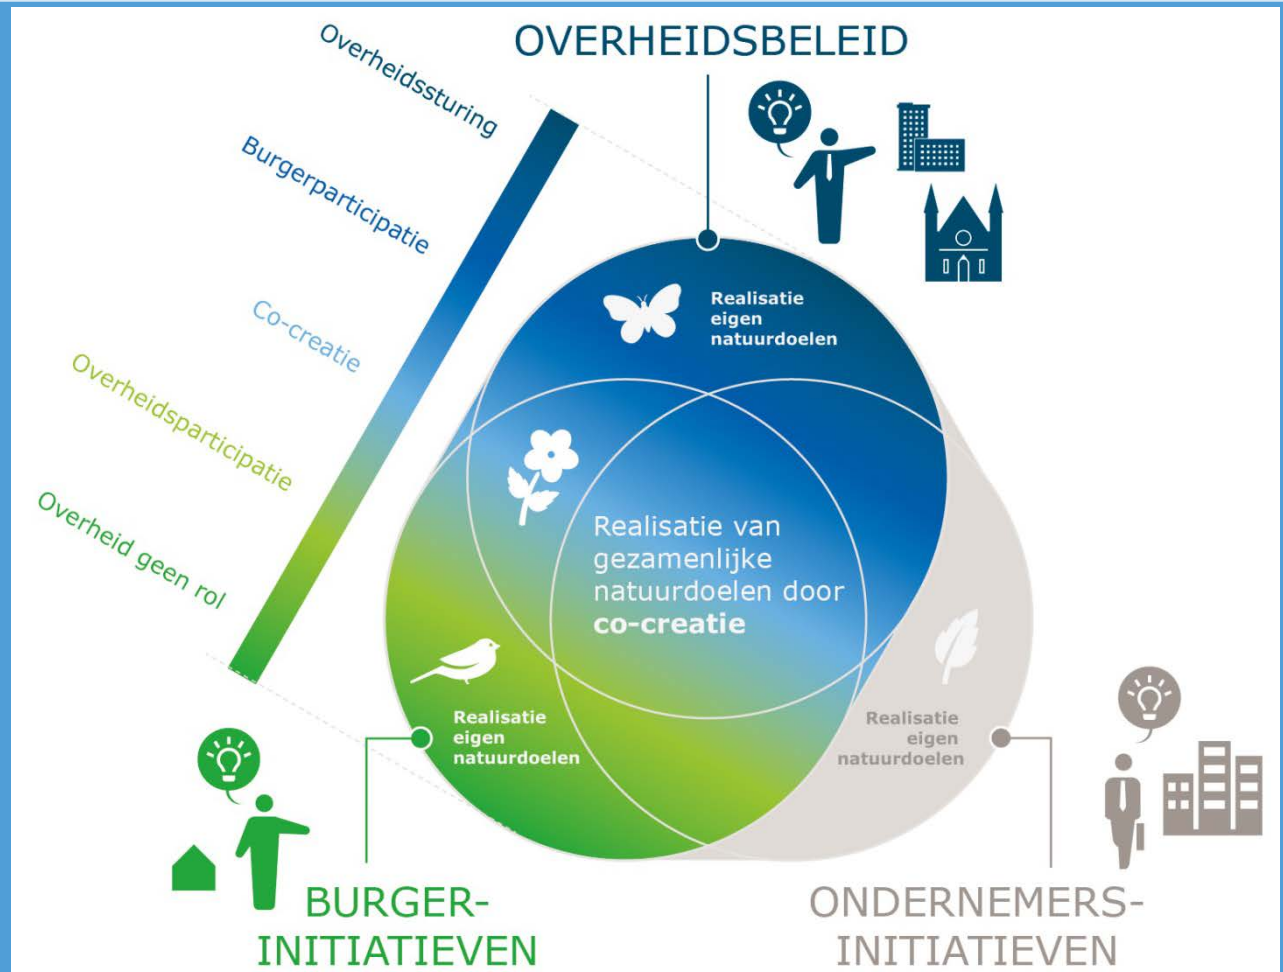 OVERHEIDSBELEID
Overheidssturing
Burgerparticipatie
Co-creatie
Overheidsparticipatie
Overheid geen rol
Realisatie
eigen
natuurdoelen
Realisatie van
gezamenlijke
natuurdoelen door
co-creatie
Realisatie
eigen
natuurdoelen
Realisatie
eigen
natuurdoelen
BURGER-
INITIATIEVEN
ONDERNEMERS-
INITIATIEVEN